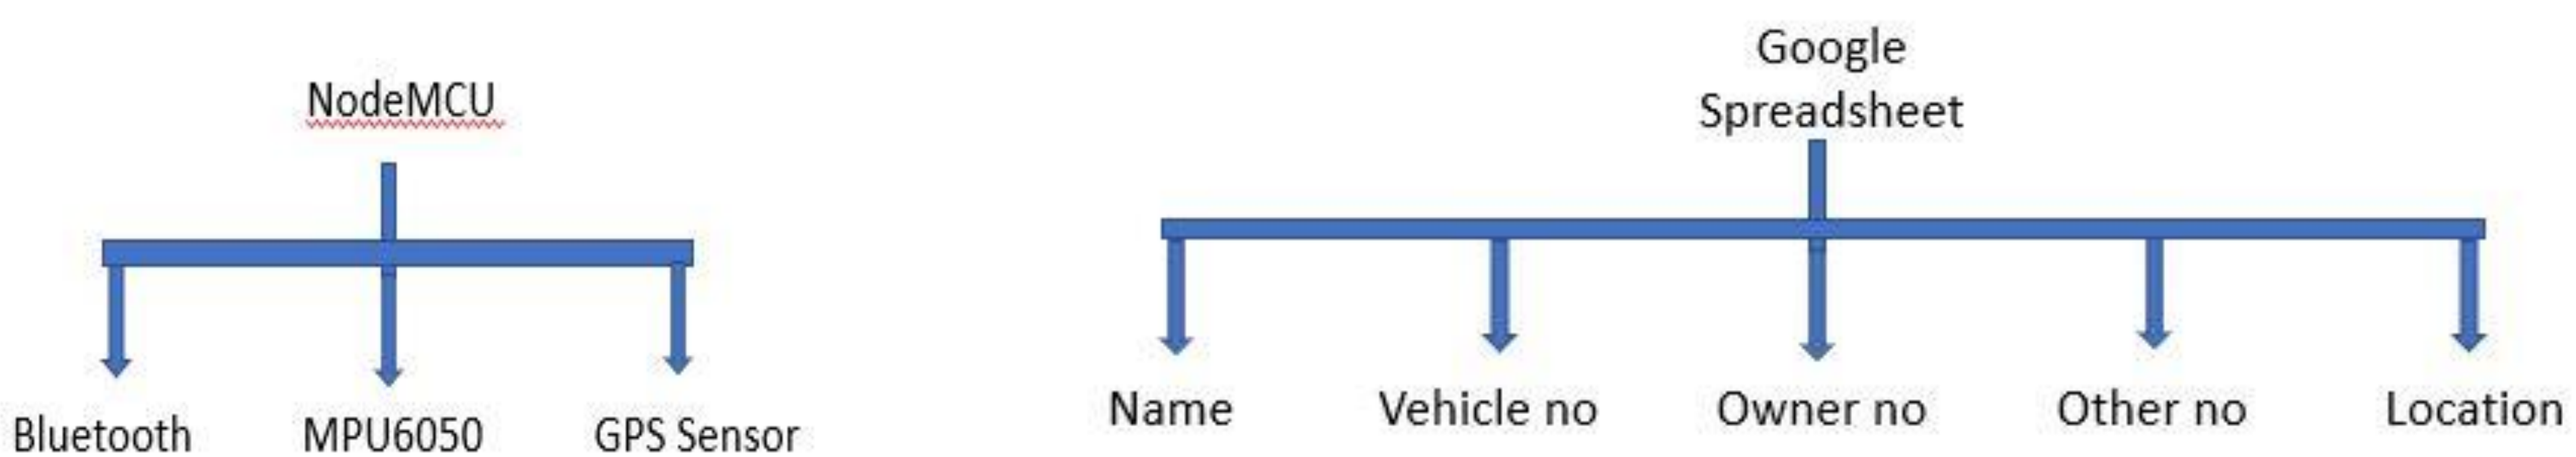 NodeMCU
Bluetooth
MPU6050
GPS Sensor
Google
Spreadsheet
Name
Vehicle no
Owner no
Other no
Location